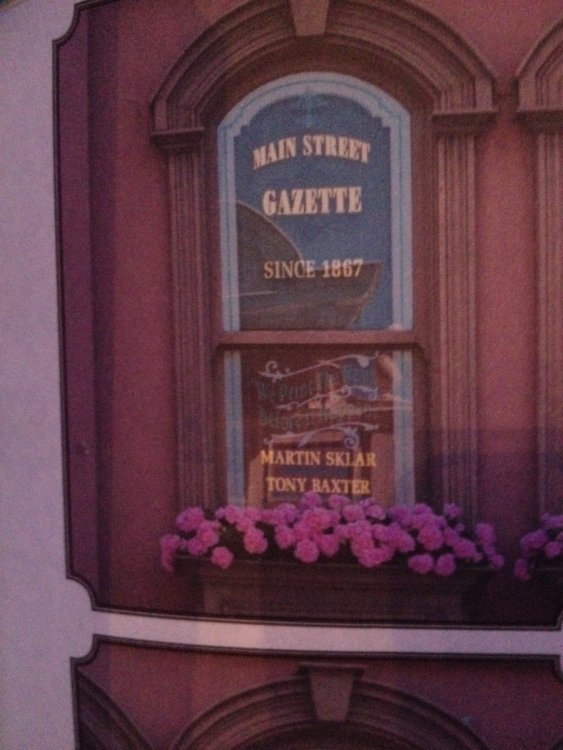 MAIN STREET
GAZETTE
SINCE 1867
MARTIN SKLAR
TONY BAXTER